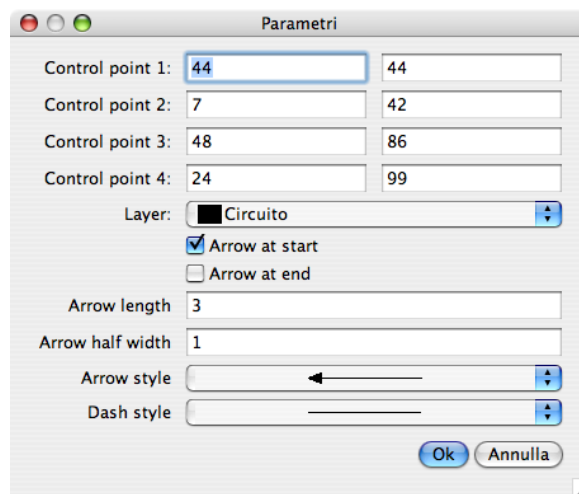 Parametri
Control point 1: 44 44
Control point 2: 7 42
Control point 3: 48 86
Control point 4: 24 99
Layer: Circuito
Arrow at start
Arrow at end
Arrow length 3
Arrow half width 1
Arrow style
Dash style
Ok Annulla